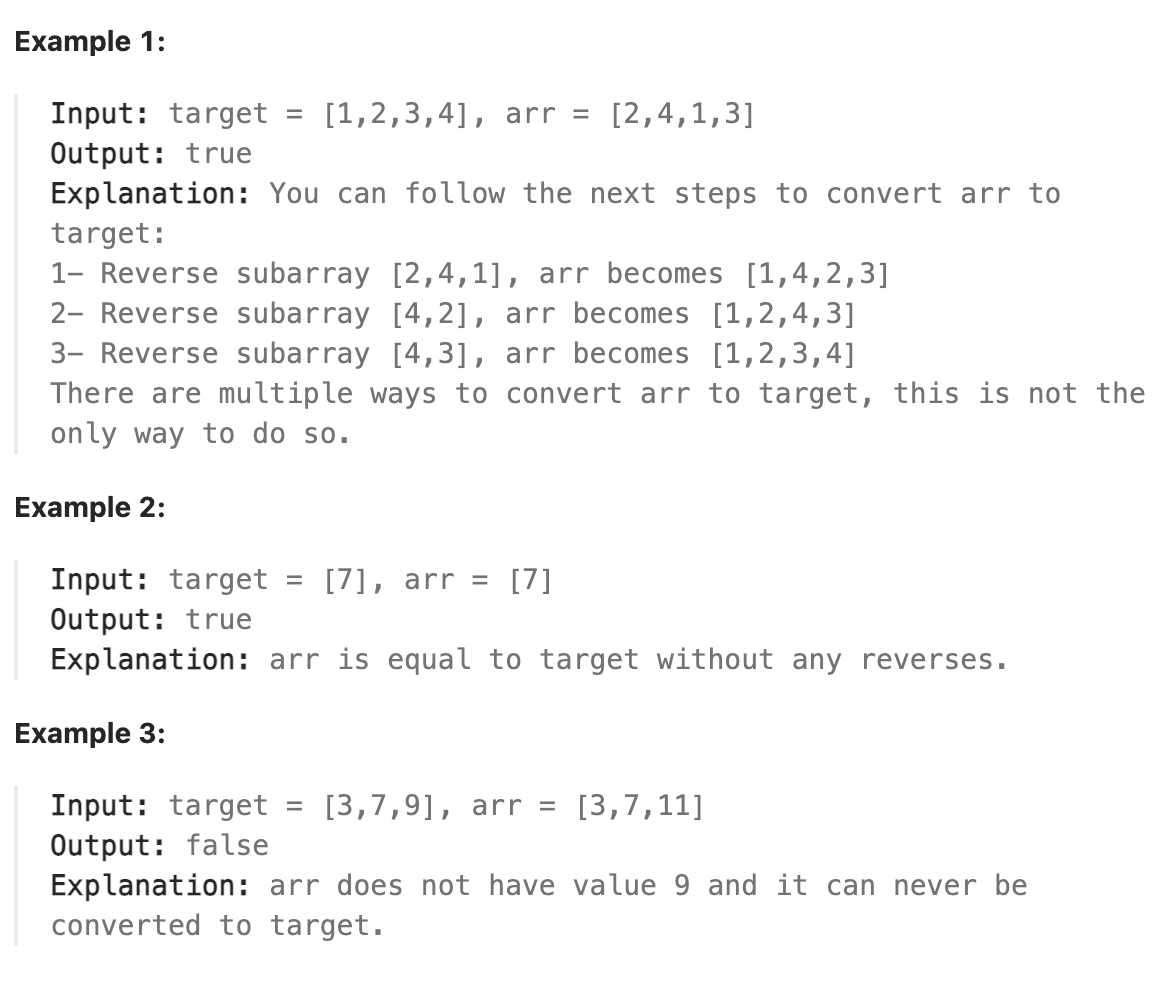 Example 1:
Input: target = [1,2,3,4], arr = [2,4,1,3]
Output: true
Explanation: You can follow the next steps to convert arr to
target:
1- Reverse subarray [2,4,1], arr becomes [1,4,2,3]
2- Reverse subarray [4,2], arr becomes [1,2,4,3]
3- Reverse subarray [4,3], arr becomes [1,2,3,4]
There are multiple ways to convert arr to target, this is not the
only way to do so.
Example 2:
Input: target = [7], arr = [7]
Output: true
Explanation: arr is equal to target without any reverses.
Example 3:
Input: target = [3,7,9], arr = [3,7,11]
Output: false
Explanation: arr does not have value 9 and it can never be
converted to target.